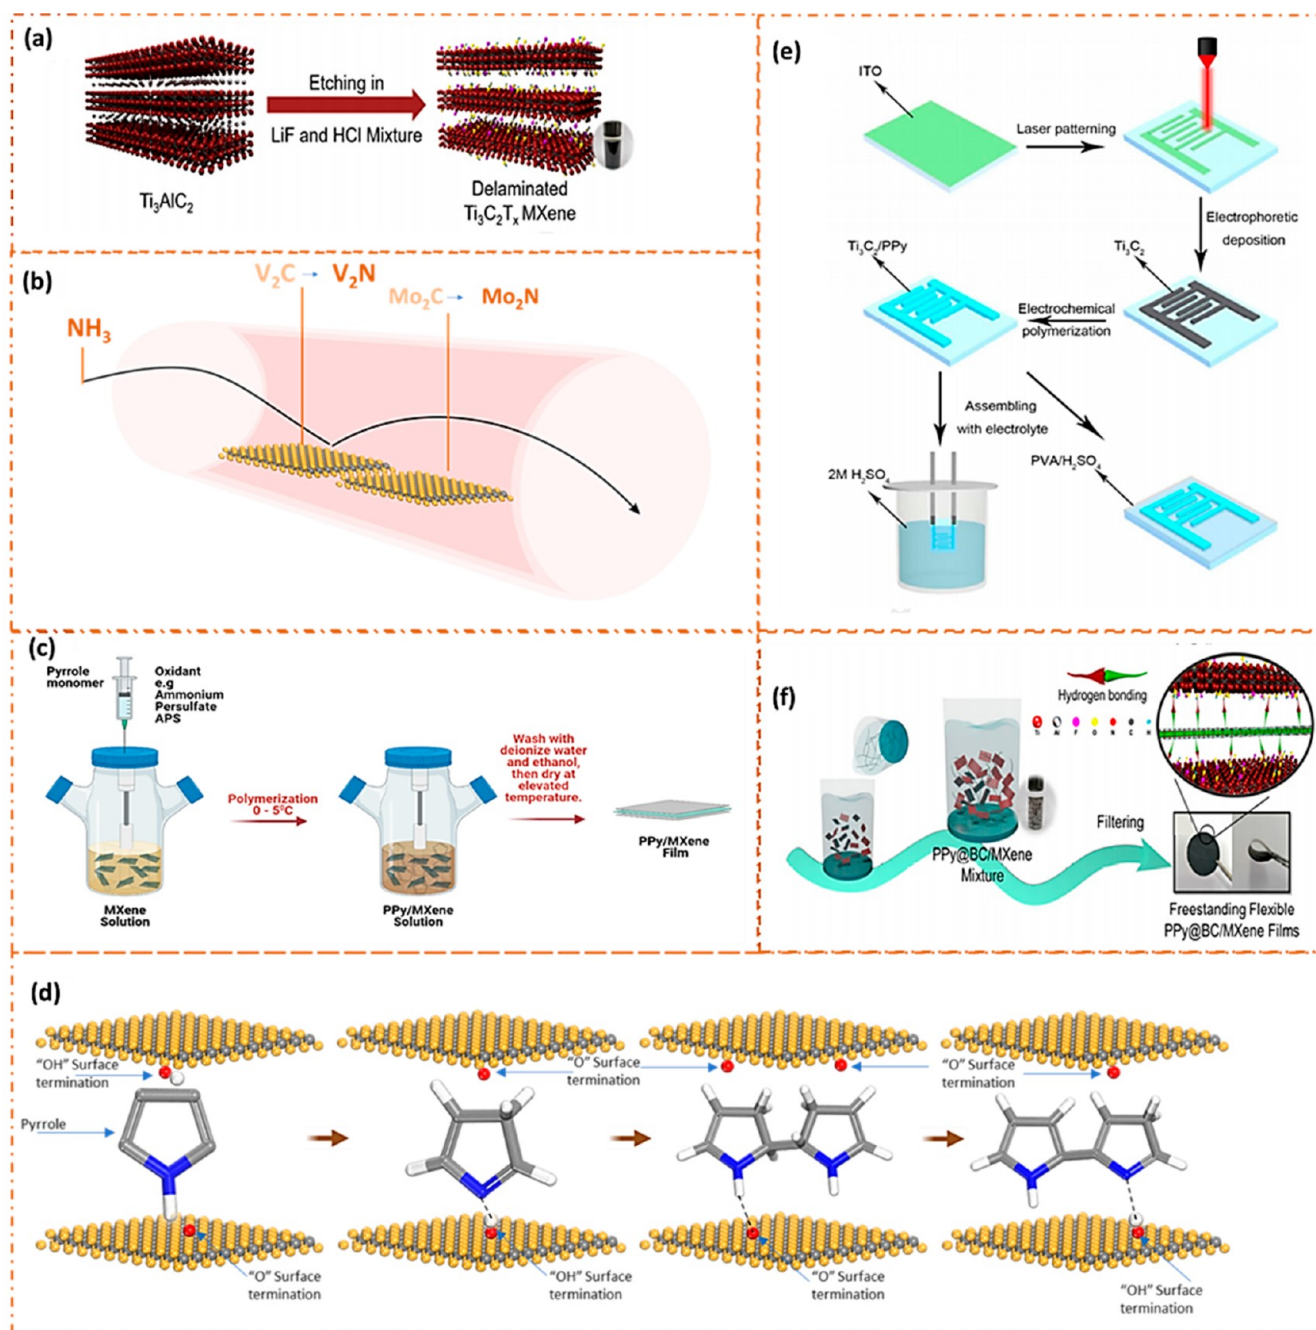 (a)
Etching in
LiF and HCl Mixture
Ti₃AlC₂
Delaminated
Ti₃C₂Tₓ MXene
(b)
V₂C → V₂N
Mo₂C → Mo₂N
NH₃
(c)
Pyrrole
monomer
Oxidant
e.g
Ammonium
Persulfate
APS
Polymerization
0 - 5⁰C
Wash with
deionize water
and ethanol,
then dry at
elevated
temperature.
MXene
Solution
PPy/MXene
Solution
PPy/MXene
Film
(d)
"OH" Surface
termination
Pyrrole
"O" Surface
termination
"O" Surface
termination
"OH" Surface
termination
"O" Surface
termination
"O" Surface
termination
"OH" Surface
termination
(e)
ITO
Laser patterning
Electrophoretic
deposition
Ti₃C₂/PPy
Ti₃C₂
Electrochemical
polymerization
Assembling
with electrolyte
2M H₂SO₄
PVA/H₂SO₄
(f)
Hydrogen bonding
Ti Al F O N C H
PPy@BC/MXene
Mixture
Filtering
Freestanding Flexible
PPy@BC/MXene Films